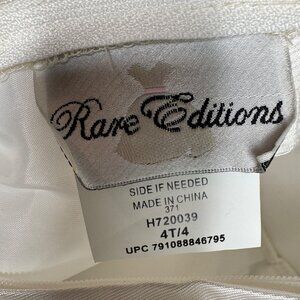 Rare Editions
SIDE IF NEEDED
MADE IN CHINA
371
H720039
4T/4
UPC 791088846795